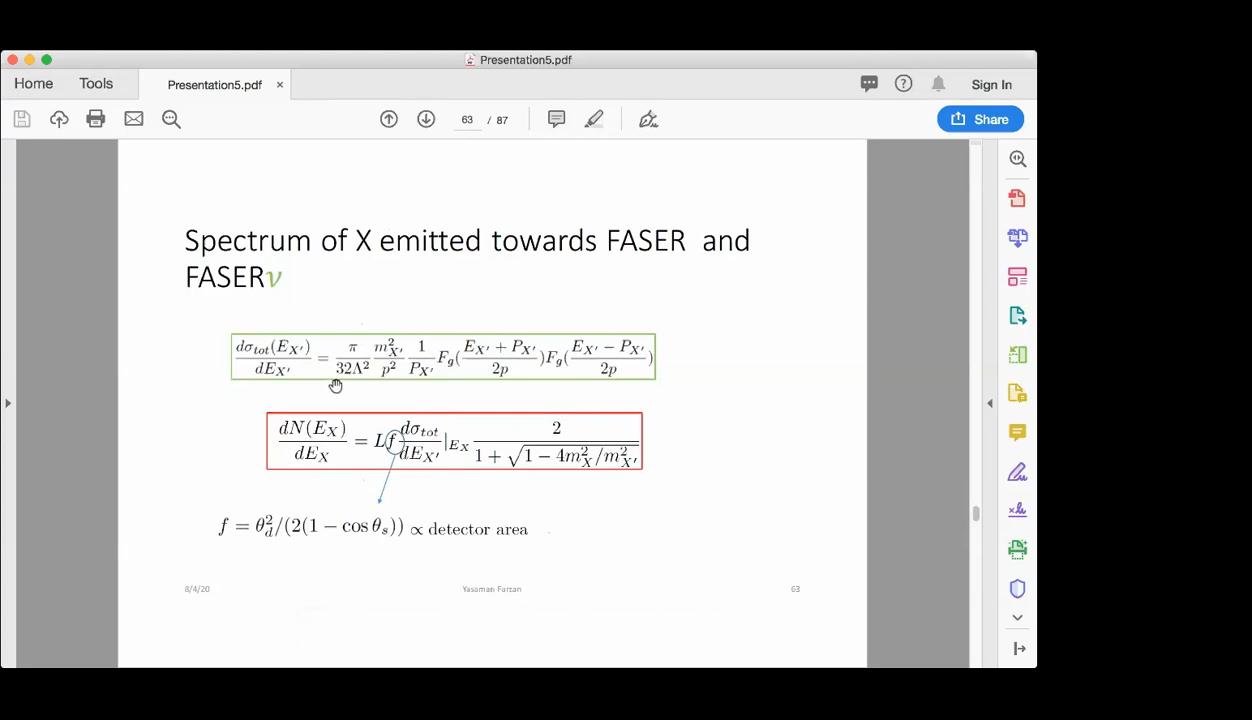 Presentation5.pdf
Home Tools Presentation5.pdf × Sign In
63 / 87 Share
Spectrum of X emitted towards FASER and
FASERν
dσ_tot(E_X′)/dE_X′ = π/32Λ² m²_X′/p² 1/P_X′ F_g(E_X′ + P_X′/2p)F_g(E_X′ − P_X′/2p)
dN(E_X)/dE_X = Lf dσ_tot/dE_X′ |_E_X 2/1 + √1 − 4m²_X/m²_X′
f = θ²_d/(2(1 − cos θ_s)) ∝ detector area
8/4/20 Yasaman Farzan 63